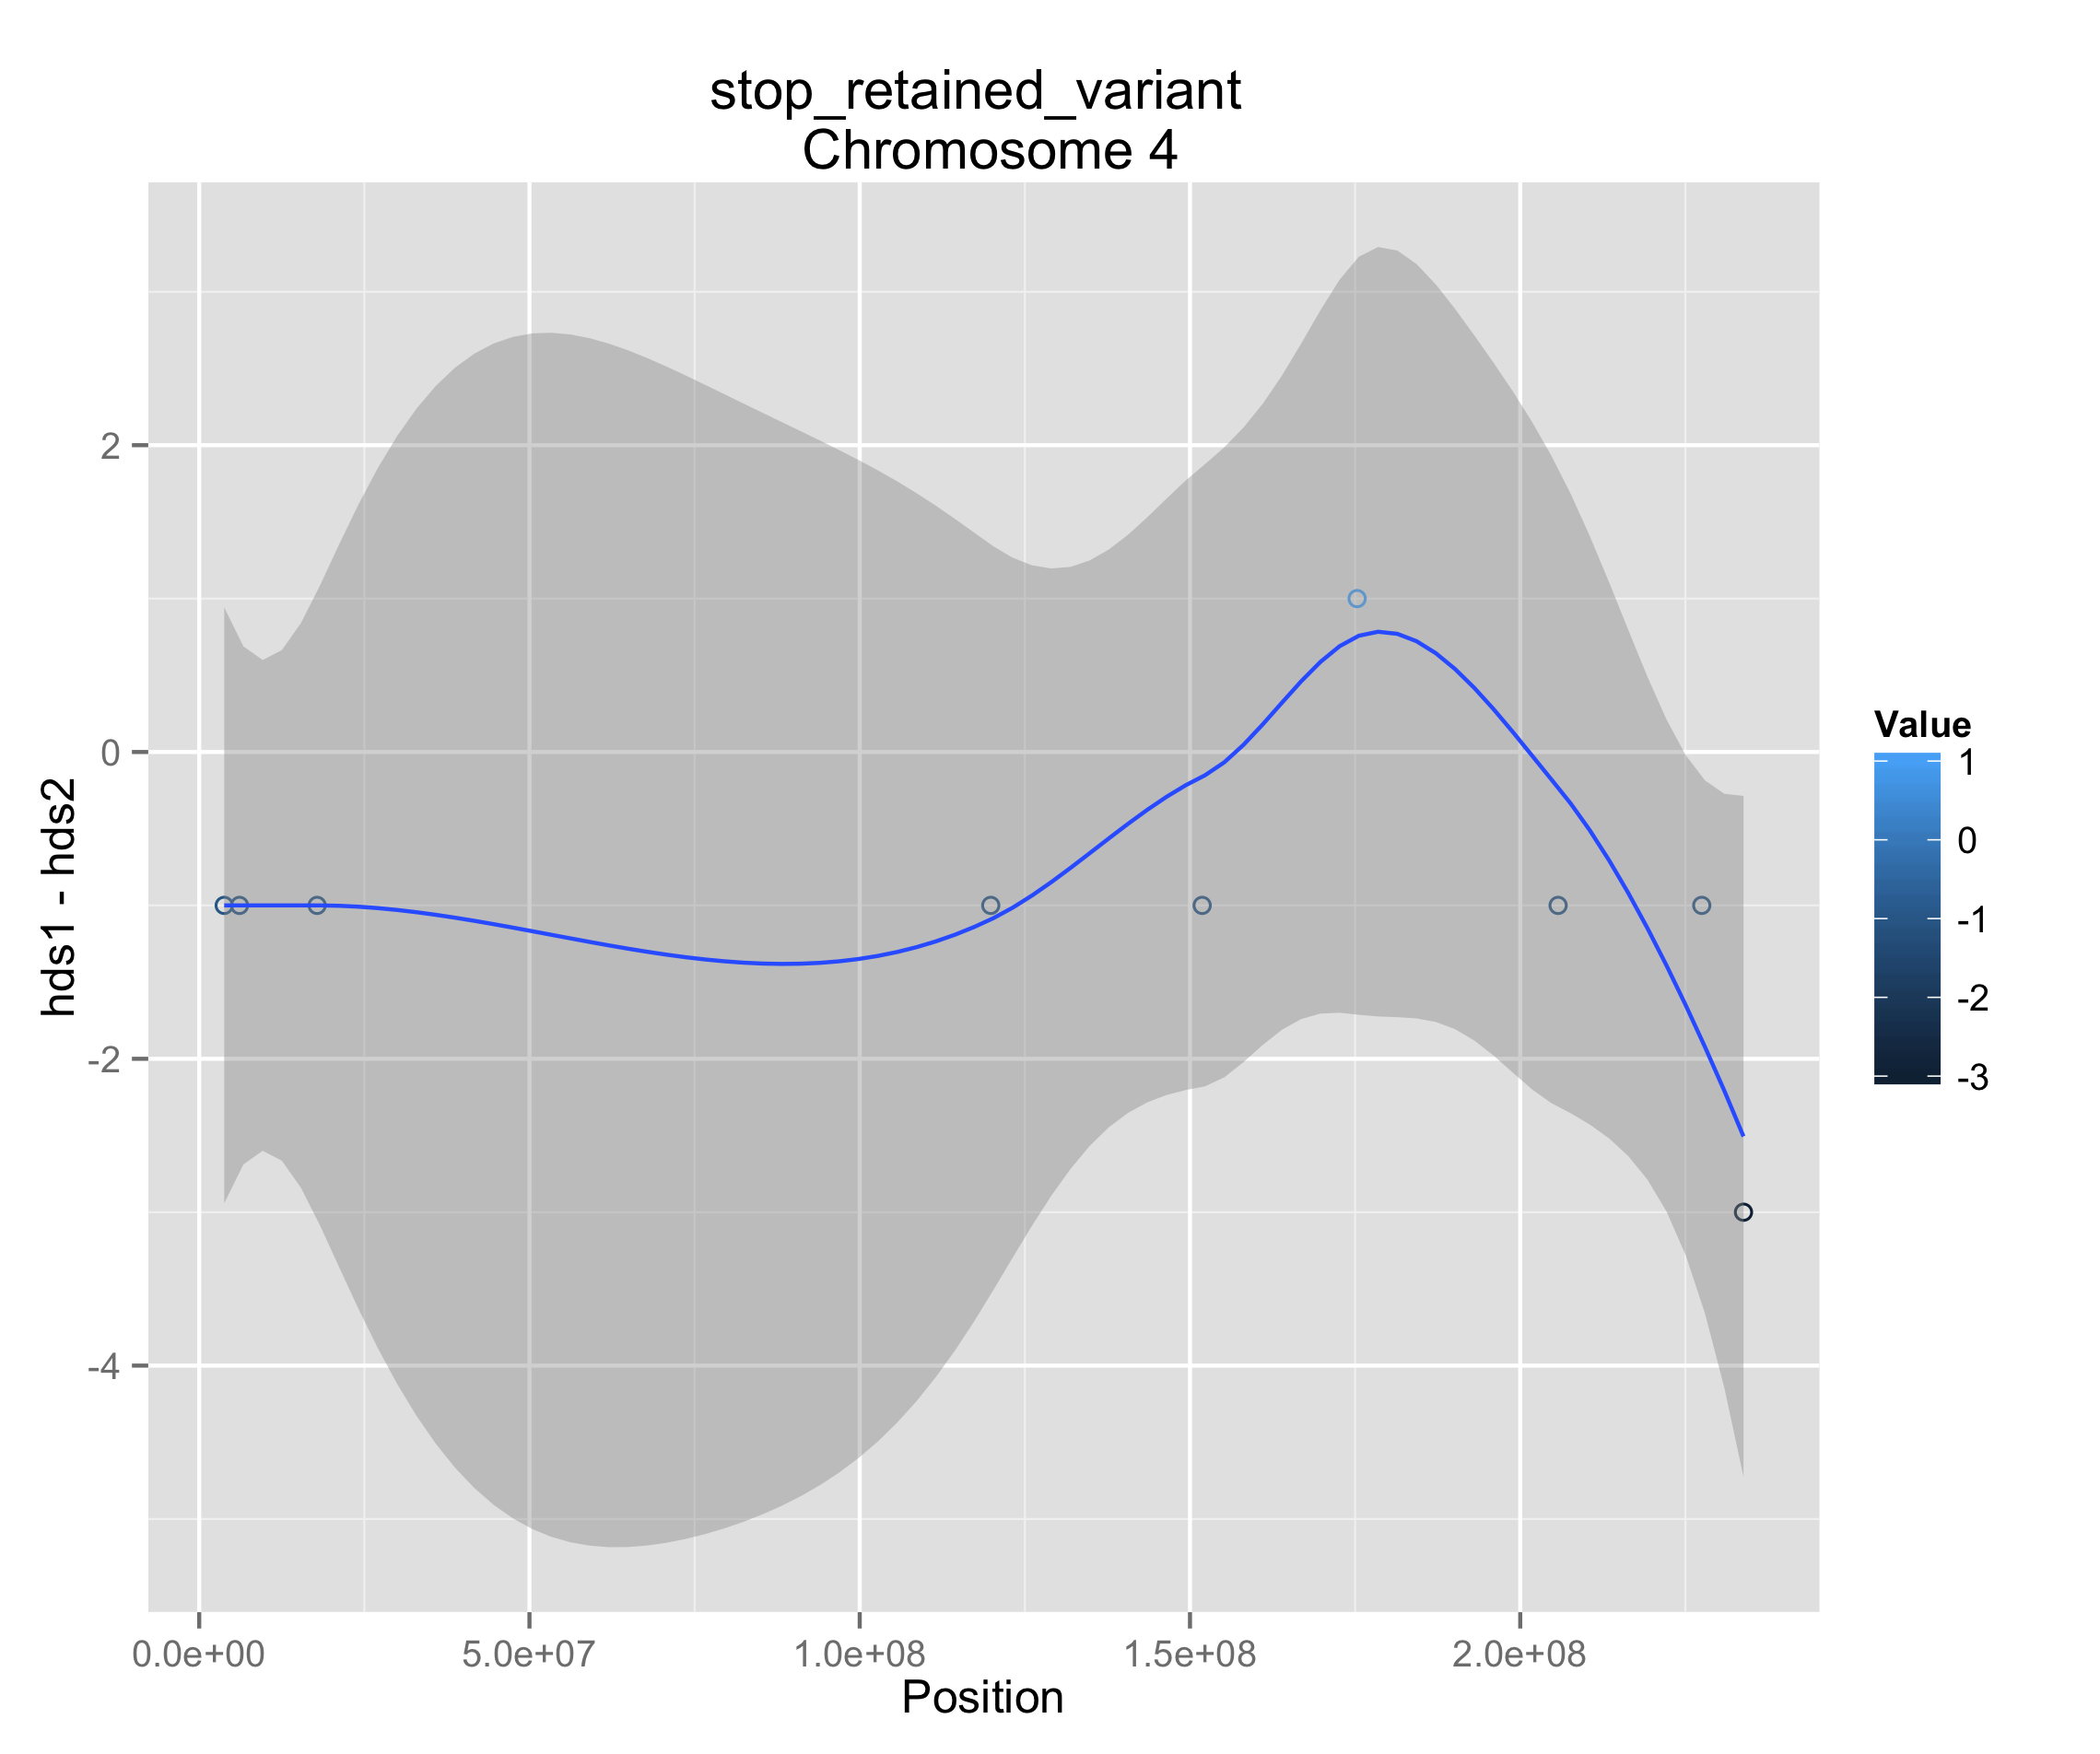 stop_retained_variant
Chromosome 4
hds1 - hds2
2
0
-2
-4
0.0e+00
5.0e+07
1.0e+08
1.5e+08
2.0e+08
Position
Value
1
0
-1
-2
-3